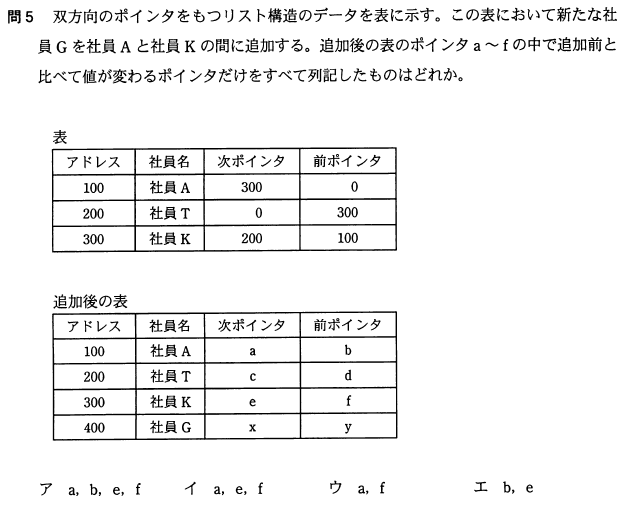 問5 双方向のポインタをもつリスト構造のデータを表に示す。この表において新たな社
員Gを社員Aと社員Kの間に追加する。追加後の表のポインタa～fの中で追加前と
比べて値が変わるポインタだけをすべて列記したものはどれか。
表
アドレス 社員名 次ポインタ 前ポインタ
100 社員A 300 0
200 社員T 0 300
300 社員K 200 100
追加後の表
アドレス 社員名 次ポインタ 前ポインタ
100 社員A a b
200 社員T c d
300 社員K e f
400 社員G x y
ア a, b, e, f イ a, e, f ウ a, f エ b, e